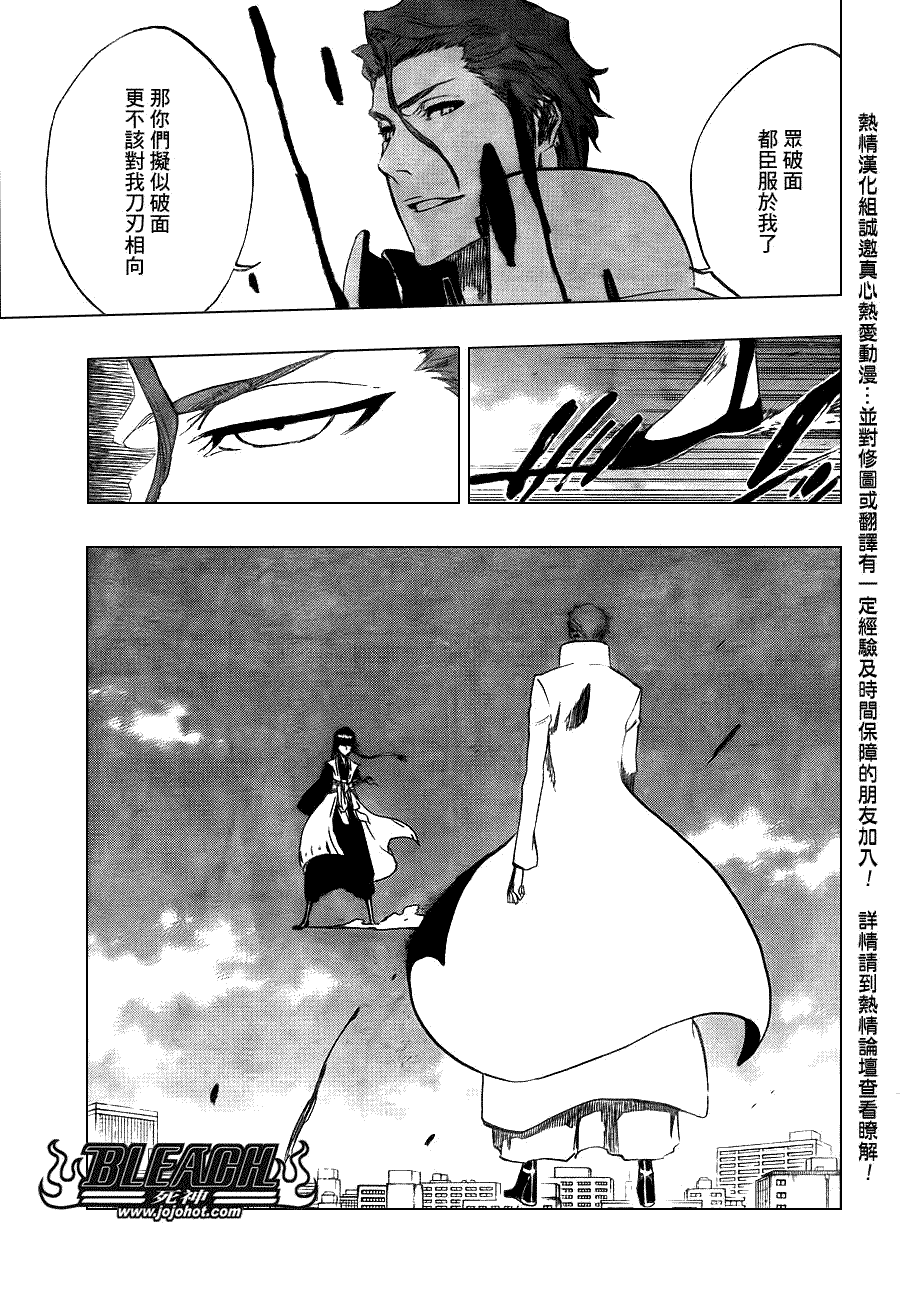 眾破面
都臣服於我了
那你們擬似破面
更不該對我刀刃相向
熱情漢化組誠邀真心熱愛動漫…並對修圖或翻譯有一定經驗及時間保障的朋友加入！ 詳情請到熱情論壇查看瞭解！
BLEACH
死神
www.jojohot.com